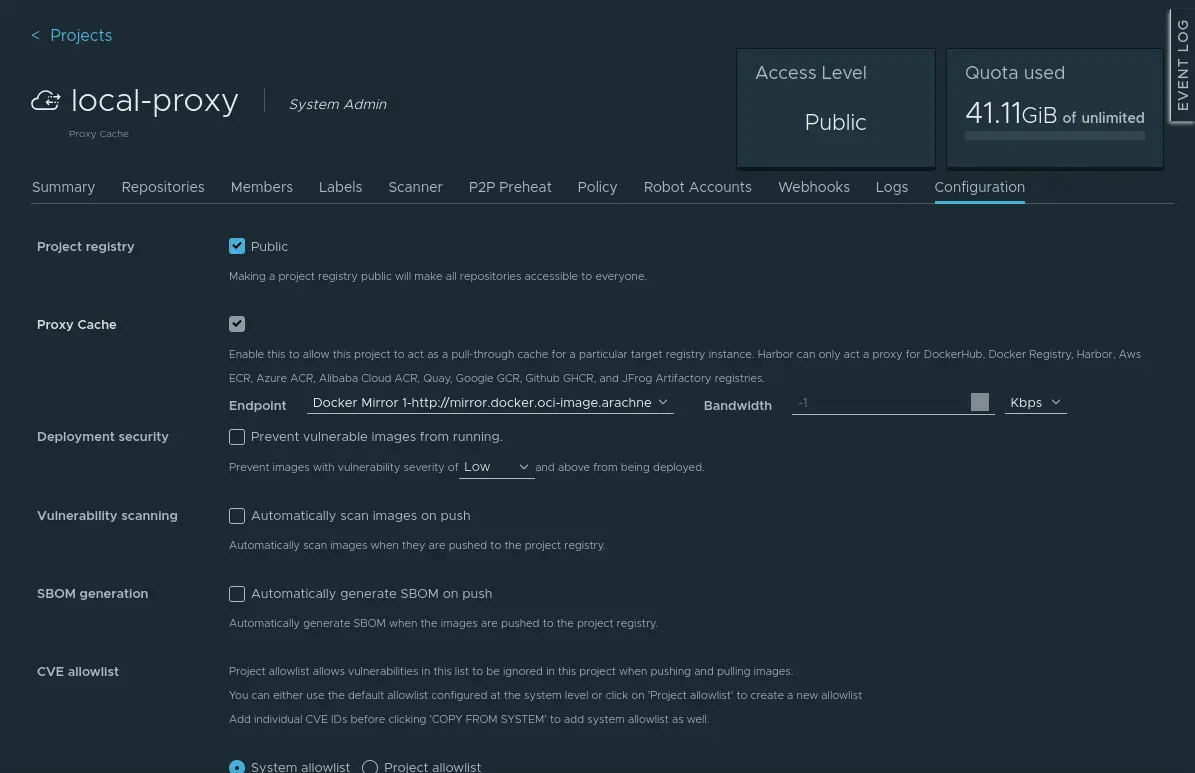 < Projects
EVENT LOG
local-proxy
System Admin
Proxy Cache
Access Level
Public
Quota used
41.11GiB of unlimited
Summary Repositories Members Labels Scanner P2P Preheat Policy Robot Accounts Webhooks Logs Configuration
Project registry Public
Making a project registry public will make all repositories accessible to everyone.
Proxy Cache
Enable this to allow this project to act as a pull-through cache for a particular target registry instance. Harbor can only act a proxy for DockerHub, Docker Registry, Harbor, Aws
ECR, Azure ACR, Alibaba Cloud ACR, Quay, Google GCR, Github GHCR, and JFrog Artifactory registries.
Endpoint Docker Mirror 1-http://mirror.docker.oci-image.arachne Bandwidth -1 Kbps
Deployment security Prevent vulnerable images from running.
Prevent images with vulnerability severity of Low and above from being deployed.
Vulnerability scanning Automatically scan images on push
Automatically scan images when they are pushed to the project registry.
SBOM generation Automatically generate SBOM on push
Automatically generate SBOM when the images are pushed to the project registry.
CVE allowlist Project allowlist allows vulnerabilities in this list to be ignored in this project when pushing and pulling images.
You can either use the default allowlist configured at the system level or click on 'Project allowlist' to create a new allowlist
Add individual CVE IDs before clicking 'COPY FROM SYSTEM' to add system allowlist as well.
System allowlist Project allowlist